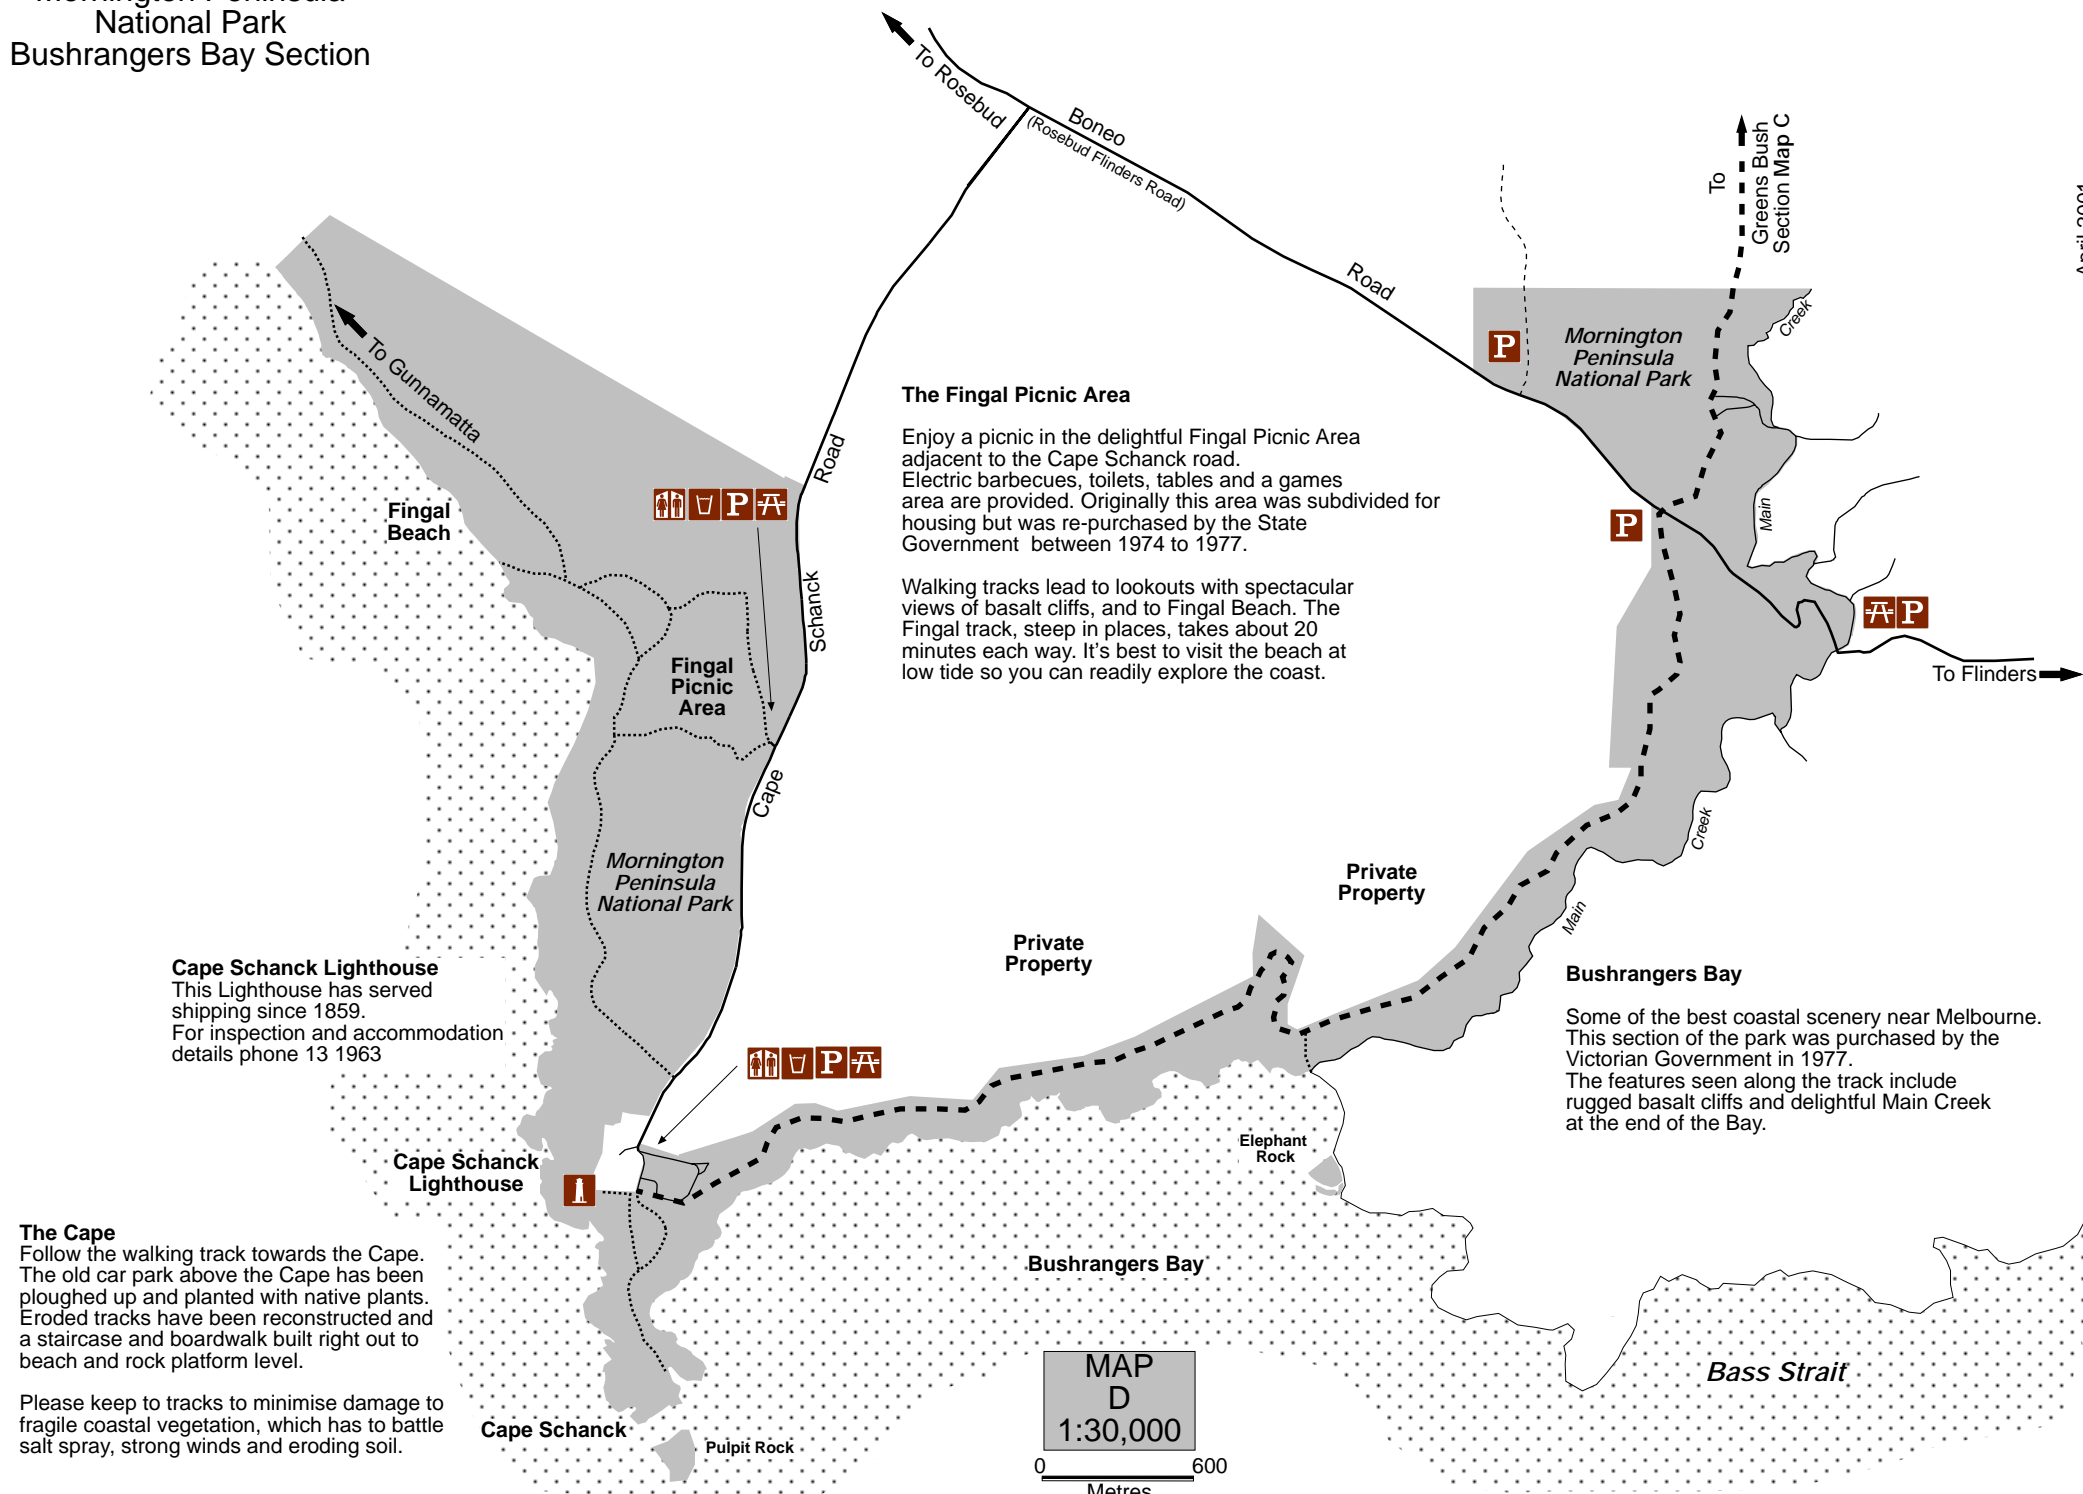 Mornington Peninsula
National Park
Bushrangers Bay Section
To Rosebud
Boneo
(Rosebud Flinders Road)
Road
To
Greens Bush
Section Map C
April 2001
Creek
Mornington
Peninsula
National Park
P
To Gunnamatta
Road
The Fingal Picnic Area
Enjoy a picnic in the delightful Fingal Picnic Area
adjacent to the Cape Schanck road.
Electric barbecues, toilets, tables and a games
area are provided. Originally this area was subdivided for
housing but was re-purchased by the State
Government between 1974 to 1977.
Walking tracks lead to lookouts with spectacular
views of basalt cliffs, and to Fingal Beach. The
Fingal track, steep in places, takes about 20
minutes each way. It's best to visit the beach at
low tide so you can readily explore the coast.
Fingal
Beach
P
P
Main
Schanck
P
To Flinders
Fingal
Picnic
Area
Cape
Creek
Mornington
Peninsula
National Park
Private
Property
Main
Private
Property
Cape Schanck Lighthouse
This Lighthouse has served
shipping since 1859.
For inspection and accommodation
details phone 13 1963
Bushrangers Bay
Some of the best coastal scenery near Melbourne.
This section of the park was purchased by the
Victorian Government in 1977.
The features seen along the track include
rugged basalt cliffs and delightful Main Creek
at the end of the Bay.
P
Elephant
Rock
Cape Schanck
Lighthouse
The Cape
Follow the walking track towards the Cape.
The old car park above the Cape has been
ploughed up and planted with native plants.
Eroded tracks have been reconstructed and
a staircase and boardwalk built right out to
beach and rock platform level.
Please keep to tracks to minimise damage to
fragile coastal vegetation, which has to battle
salt spray, strong winds and eroding soil.
Bushrangers Bay
Bass Strait
Cape Schanck
Pulpit Rock
MAP
D
1:30,000
0 600
Metres